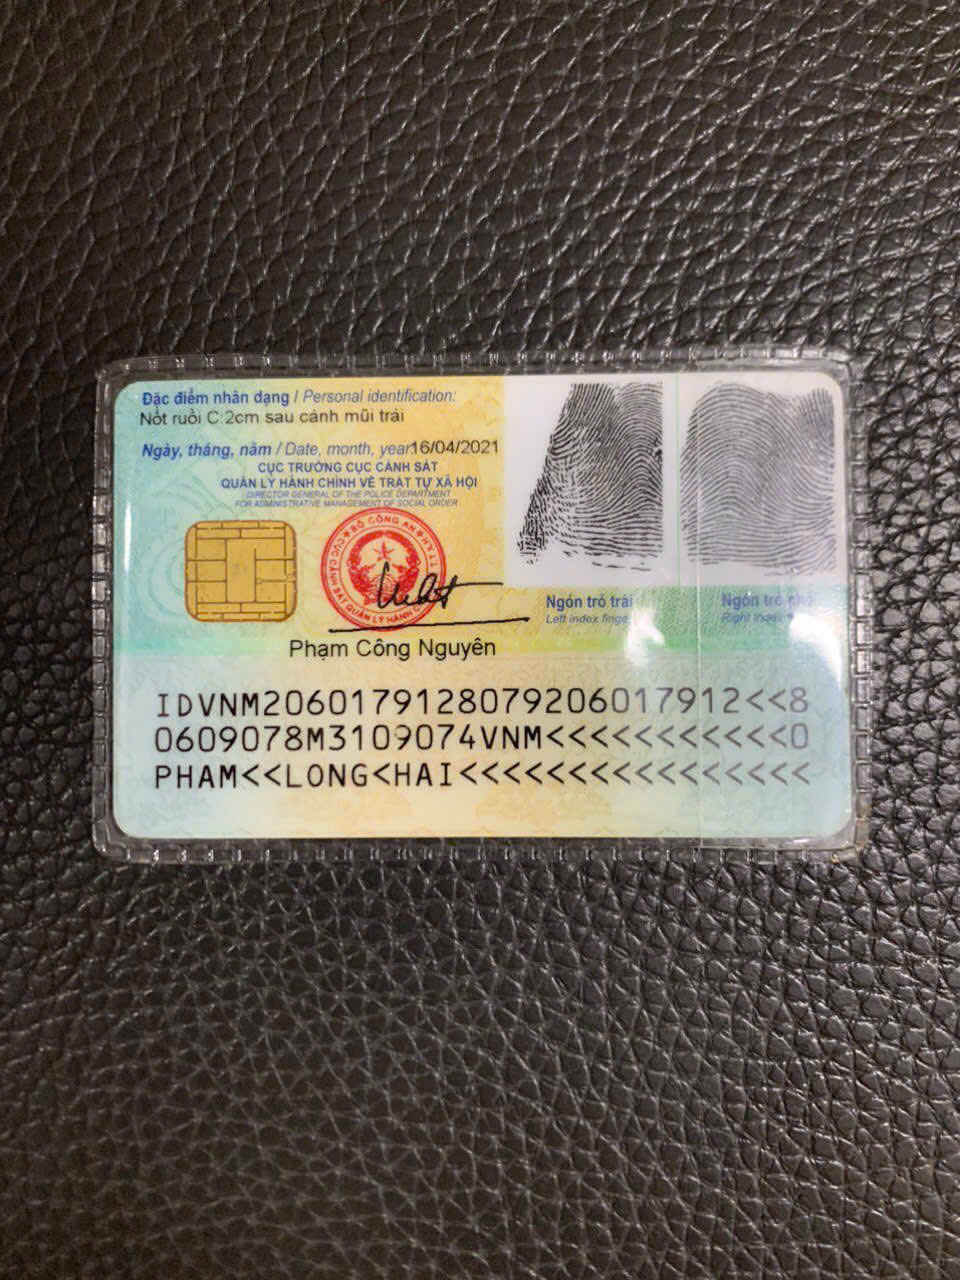 Đặc điểm nhân dạng / Personal identification:
Nốt ruồi C:2cm sau cánh mũi trái
Ngày, tháng, năm / Date, month, year: 16/04/2021
CỤC TRƯỞNG CỤC CẢNH SÁT
QUẢN LÝ HÀNH CHÍNH VỀ TRẬT TỰ XÃ HỘI
DIRECTOR GENERAL OF THE POLICE DEPARTMENT
FOR ADMINISTRATIVE MANAGEMENT OF SOCIAL ORDER
BỘ CÔNG AN
CỤC CẢNH SÁT QUẢN LÝ HÀNH
Phạm Công Nguyên
Ngón trỏ trái
Left index finge
Ngón trỏ
Right index
IDVNM2060179128079206017912<<8
0609078M3109074VNM<<<<<<<<<<<0
PHAM<<LONG<HAI<<<<<<<<<<<<<<<<